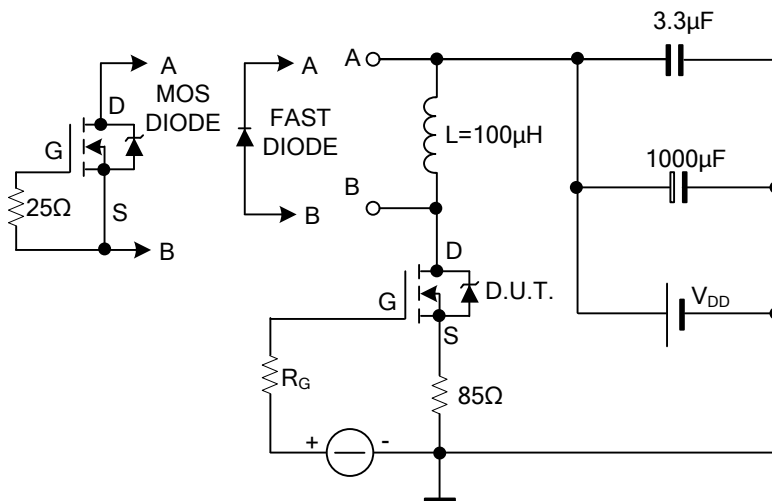 A
MOS
DIODE
D
G
25Ω
S
B
A
FAST
DIODE
B
A
L=100µH
B
D
G
D.U.T.
S
R_G
85Ω
+
-
3.3µF
1000µF
V_DD